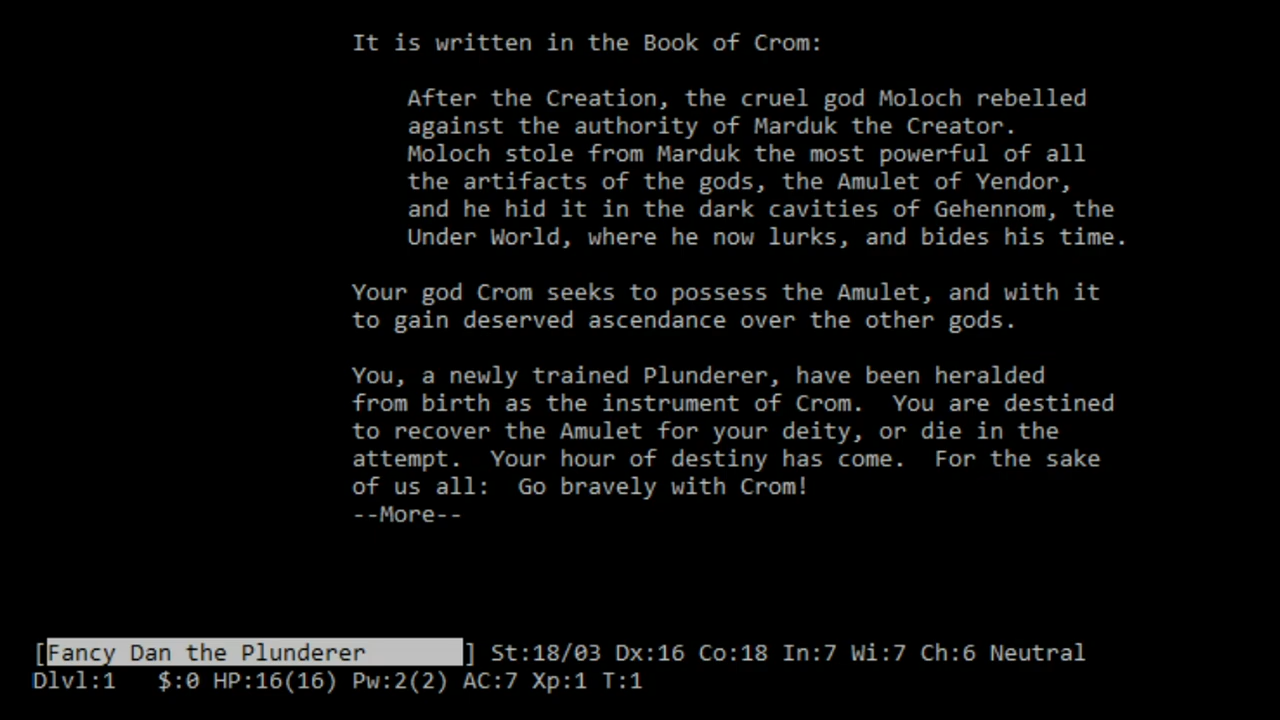 It is written in the Book of Crom:
After the Creation, the cruel god Moloch rebelled
against the authority of Marduk the Creator.
Moloch stole from Marduk the most powerful of all
the artifacts of the gods, the Amulet of Yendor,
and he hid it in the dark cavities of Gehennom, the
Under World, where he now lurks, and bides his time.
Your god Crom seeks to possess the Amulet, and with it
to gain deserved ascendance over the other gods.
You, a newly trained Plunderer, have been heralded
from birth as the instrument of Crom.  You are destined
to recover the Amulet for your deity, or die in the
attempt.  Your hour of destiny has come.  For the sake
of us all:  Go bravely with Crom!
--More--
[Fancy Dan the Plunderer       ] St:18/03 Dx:16 Co:18 In:7 Wi:7 Ch:6 Neutral
Dlvl:1   $:0 HP:16(16) Pw:2(2) AC:7 Xp:1 T:1